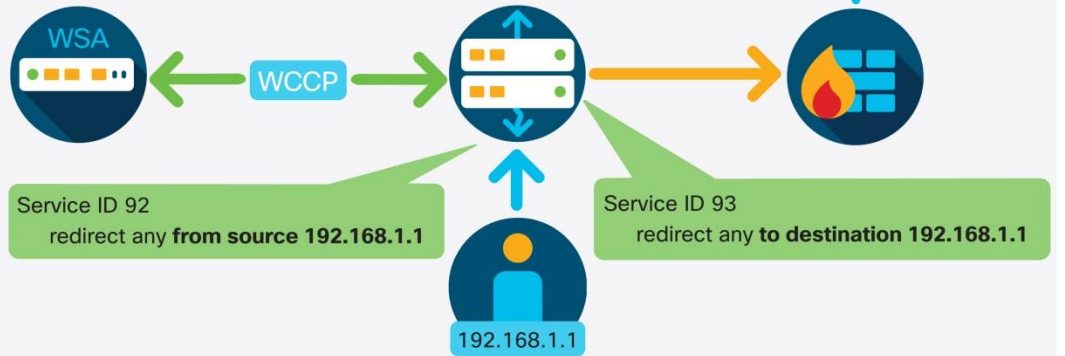 WSA
WCCP
Service ID 92
redirect any from source 192.168.1.1
Service ID 93
redirect any to destination 192.168.1.1
192.168.1.1